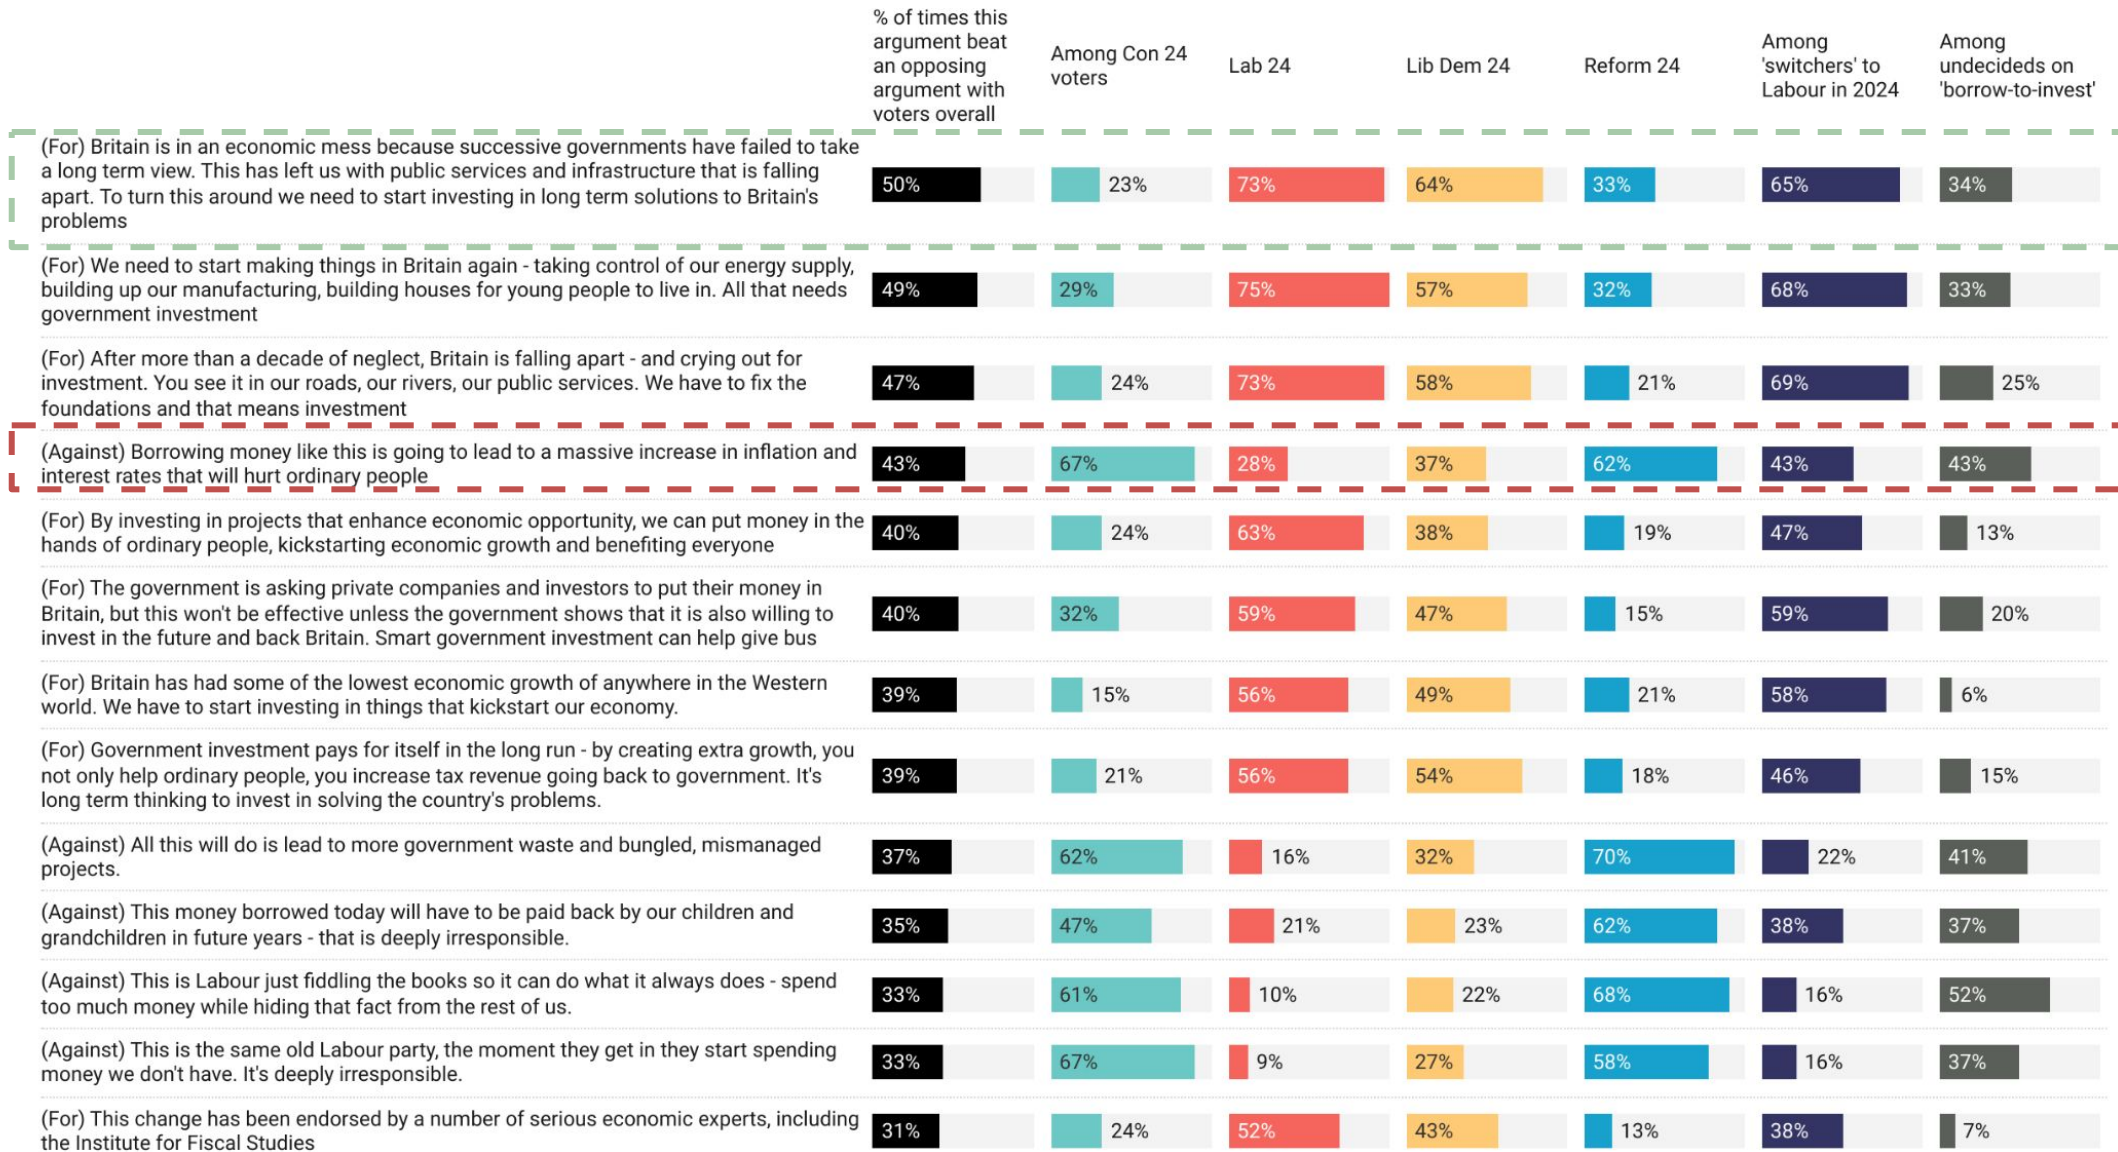 % of times this
argument beat
an opposing
argument with
voters overall
Among Con 24
voters
Lab 24
Lib Dem 24
Reform 24
Among
'switchers' to
Labour in 2024
Among
undecideds on
'borrow-to-invest'
(For) Britain is in an economic mess because successive governments have failed to take
a long term view. This has left us with public services and infrastructure that is falling
apart. To turn this around we need to start investing in long term solutions to Britain's
problems
50% 23% 73% 64% 33% 65% 34%
(For) We need to start making things in Britain again - taking control of our energy supply,
building up our manufacturing, building houses for young people to live in. All that needs
government investment
49% 29% 75% 57% 32% 68% 33%
(For) After more than a decade of neglect, Britain is falling apart - and crying out for
investment. You see it in our roads, our rivers, our public services. We have to fix the
foundations and that means investment
47% 24% 73% 58% 21% 69% 25%
(Against) Borrowing money like this is going to lead to a massive increase in inflation and
interest rates that will hurt ordinary people
43% 67% 28% 37% 62% 43% 43%
(For) By investing in projects that enhance economic opportunity, we can put money in the
hands of ordinary people, kickstarting economic growth and benefiting everyone
40% 24% 63% 38% 19% 47% 13%
(For) The government is asking private companies and investors to put their money in
Britain, but this won't be effective unless the government shows that it is also willing to
invest in the future and back Britain. Smart government investment can help give bus
40% 32% 59% 47% 15% 59% 20%
(For) Britain has had some of the lowest economic growth of anywhere in the Western
world. We have to start investing in things that kickstart our economy.
39% 15% 56% 49% 21% 58% 6%
(For) Government investment pays for itself in the long run - by creating extra growth, you
not only help ordinary people, you increase tax revenue going back to government. It's
long term thinking to invest in solving the country's problems.
39% 21% 56% 54% 18% 46% 15%
(Against) All this will do is lead to more government waste and bungled, mismanaged
projects.
37% 62% 16% 32% 70% 22% 41%
(Against) This money borrowed today will have to be paid back by our children and
grandchildren in future years - that is deeply irresponsible.
35% 47% 21% 23% 62% 38% 37%
(Against) This is Labour just fiddling the books so it can do what it always does - spend
too much money while hiding that fact from the rest of us.
33% 61% 10% 22% 68% 16% 52%
(Against) This is the same old Labour party, the moment they get in they start spending
money we don't have. It's deeply irresponsible.
33% 67% 9% 27% 58% 16% 37%
(For) This change has been endorsed by a number of serious economic experts, including
the Institute for Fiscal Studies
31% 24% 52% 43% 13% 38% 7%